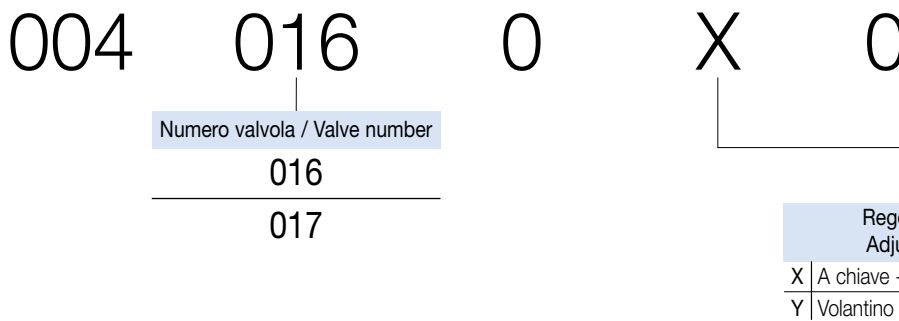 004 016 0 X
Numero valvola / Valve number
016
017
X A chiave -
Y Volantino